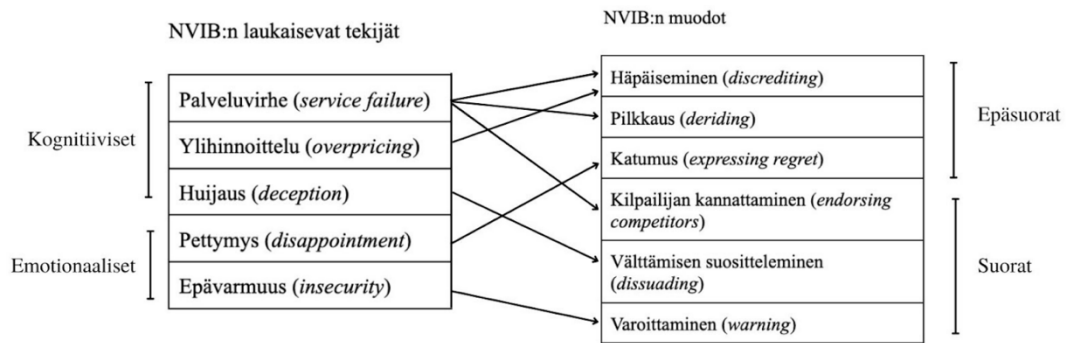 NVIB:n laukaisevat tekijät
Kognitiiviset
Emotionaaliset
Palveluvirhe (service failure)
Ylihinnoittelu (overpricing)
Huijaus (deception)
Pettymys (disappointment)
Epävarmuus (insecurity)
NVIB:n muodot
Häpäiseminen (discrediting)
Pilkkaus (deriding)
Katumus (expressing regret)
Kilpailijan kannattaminen (endorsing
competitors)
Välttämisen suositteleminen
(dissuading)
Varoittaminen (warning)
Epäsuorat
Suorat